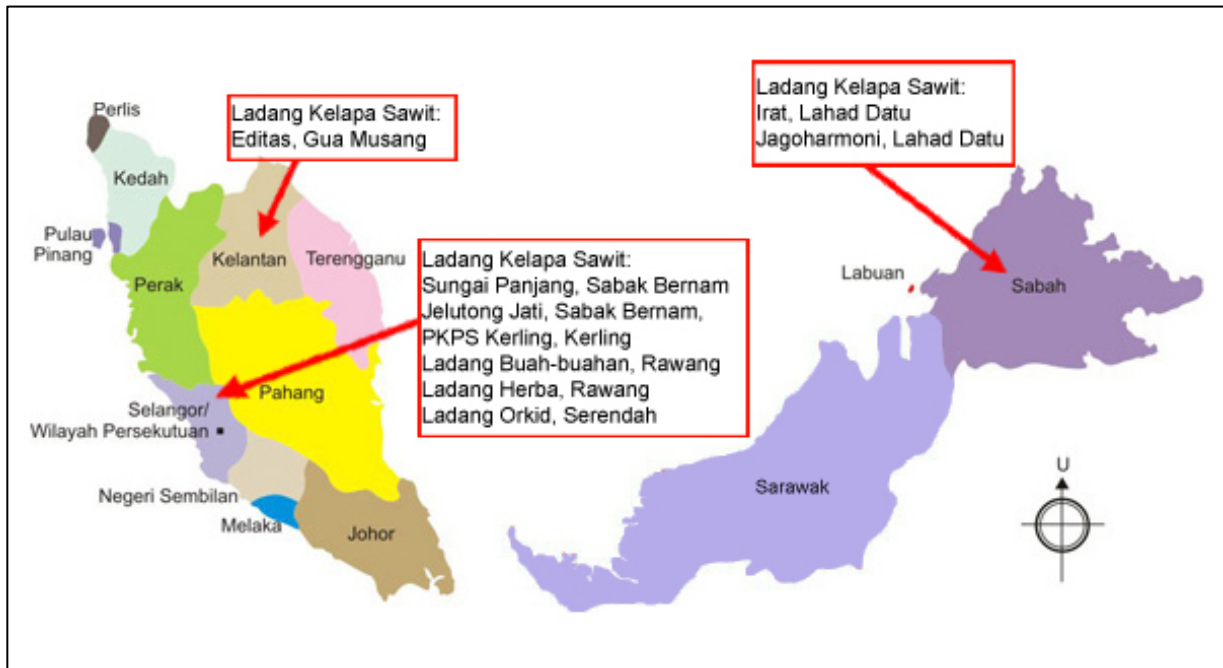 Perlis
Kedah
Pulau
Pinang
Perak
Kelantan
Terengganu
Pahang
Selangor/
Wilayah Persekutuan
Negeri Sembilan
Melaka
Johor
Ladang Kelapa Sawit:
Editas, Gua Musang
Ladang Kelapa Sawit:
Sungai Panjang, Sabak Bernam
Jelutong Jati, Sabak Bernam,
PKPS Kerling, Kerling
Ladang Buah-buahan, Rawang
Ladang Herba, Rawang
Ladang Orkid, Serendah
Ladang Kelapa Sawit:
Irat, Lahad Datu
Jagoharmoni, Lahad Datu
Labuan
Sabah
Sarawak
U